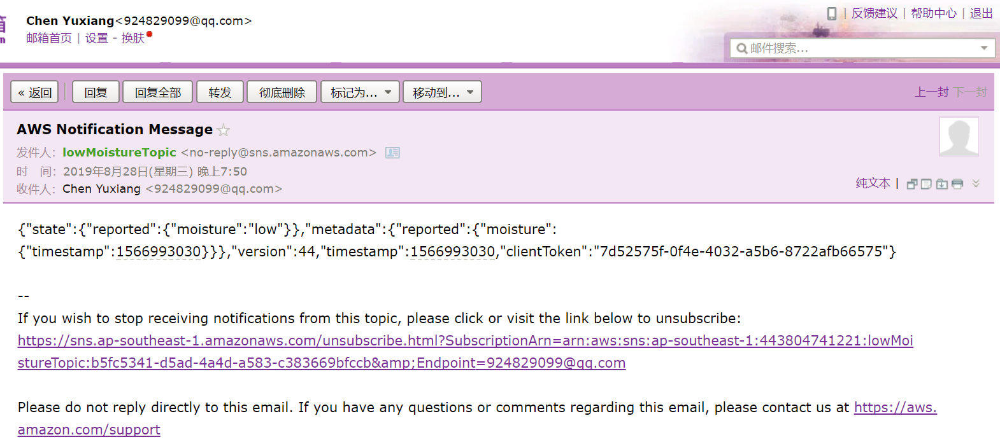 箱
m
Chen Yuxiang<924829099@qq.com>
邮箱首页 | 设置 - 换肤
| 反馈建议 | 帮助中心 | 退出
邮件搜索...
« 返回 回复 回复全部 转发 彻底删除 标记为... 移动到... 上一封 下一封
AWS Notification Message
发件人： lowMoistureTopic <no-reply@sns.amazonaws.com>
时 间： 2019年8月28日(星期三) 晚上7:50
收件人： Chen Yuxiang <924829099@qq.com>
纯文本 |
{"state":{"reported":{"moisture":"low"}},"metadata":{"reported":{"moisture":
{"timestamp":1566993030}}},"version":44,"timestamp":1566993030,"clientToken":"7d52575f-0f4e-4032-a5b6-8722afb66575"}
--
If you wish to stop receiving notifications from this topic, please click or visit the link below to unsubscribe:
https://sns.ap-southeast-1.amazonaws.com/unsubscribe.html?SubscriptionArn=arn:aws:sns:ap-southeast-1:443804741221:lowMoi
stureTopic:b5fc5341-d5ad-4a4d-a583-c383669bfccb&amp;Endpoint=924829099@qq.com
Please do not reply directly to this email. If you have any questions or comments regarding this email, please contact us at https://aws.
amazon.com/support